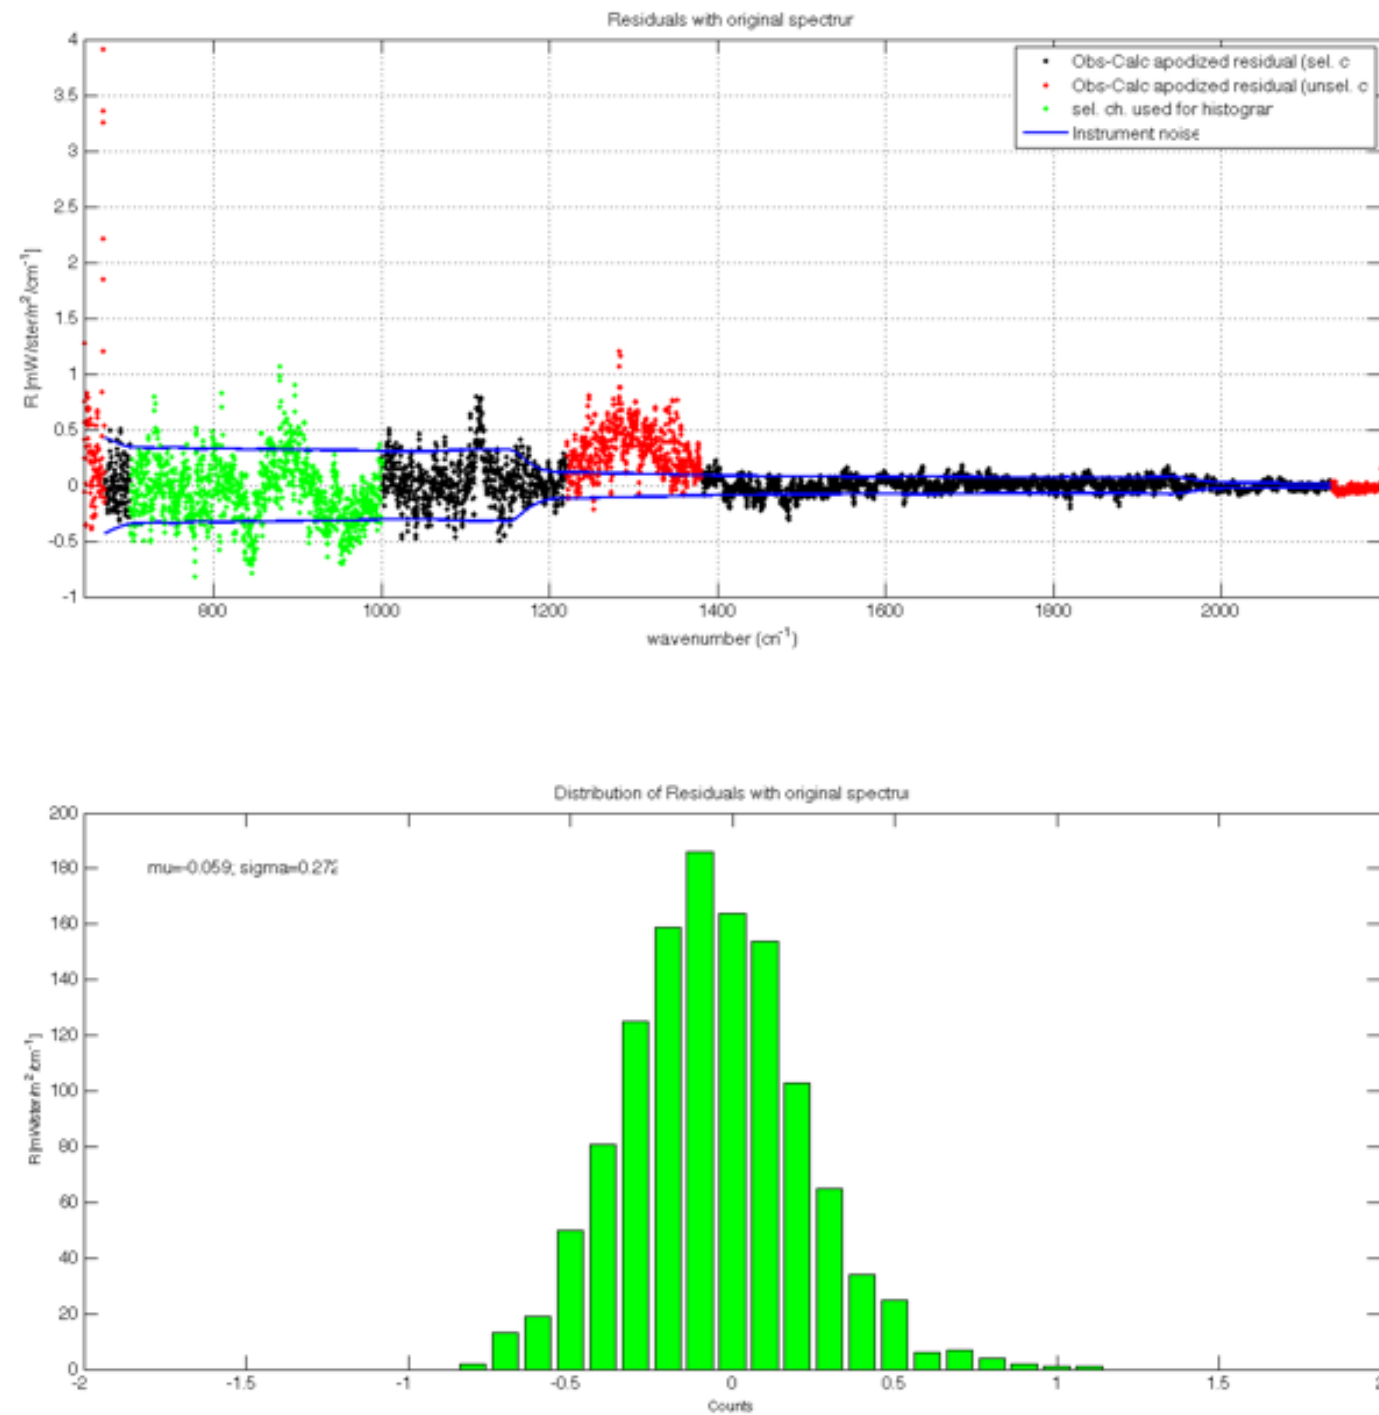 Residuals with original spectrur
4
3.5
3
2.5
2
1.5
1
0.5
0
-0.5
-1
R [mW/ster/m²/cm⁻¹]
Obs-Calc apodized residual (sel. c
Obs-Calc apodized residual (unsel. c
sel. ch. used for histograr
Instrument noise
800 1000 1200 1400 1600 1800 2000
wavenumber (cm⁻¹)
Distribution of Residuals with original spectrui
200
180
160
140
120
100
80
60
40
20
0
R[mW/ster/m²/cm⁻¹]
mu=-0.059; sigma=0.272
-2 -1.5 -1 -0.5 0 0.5 1 1.5 2
Counts